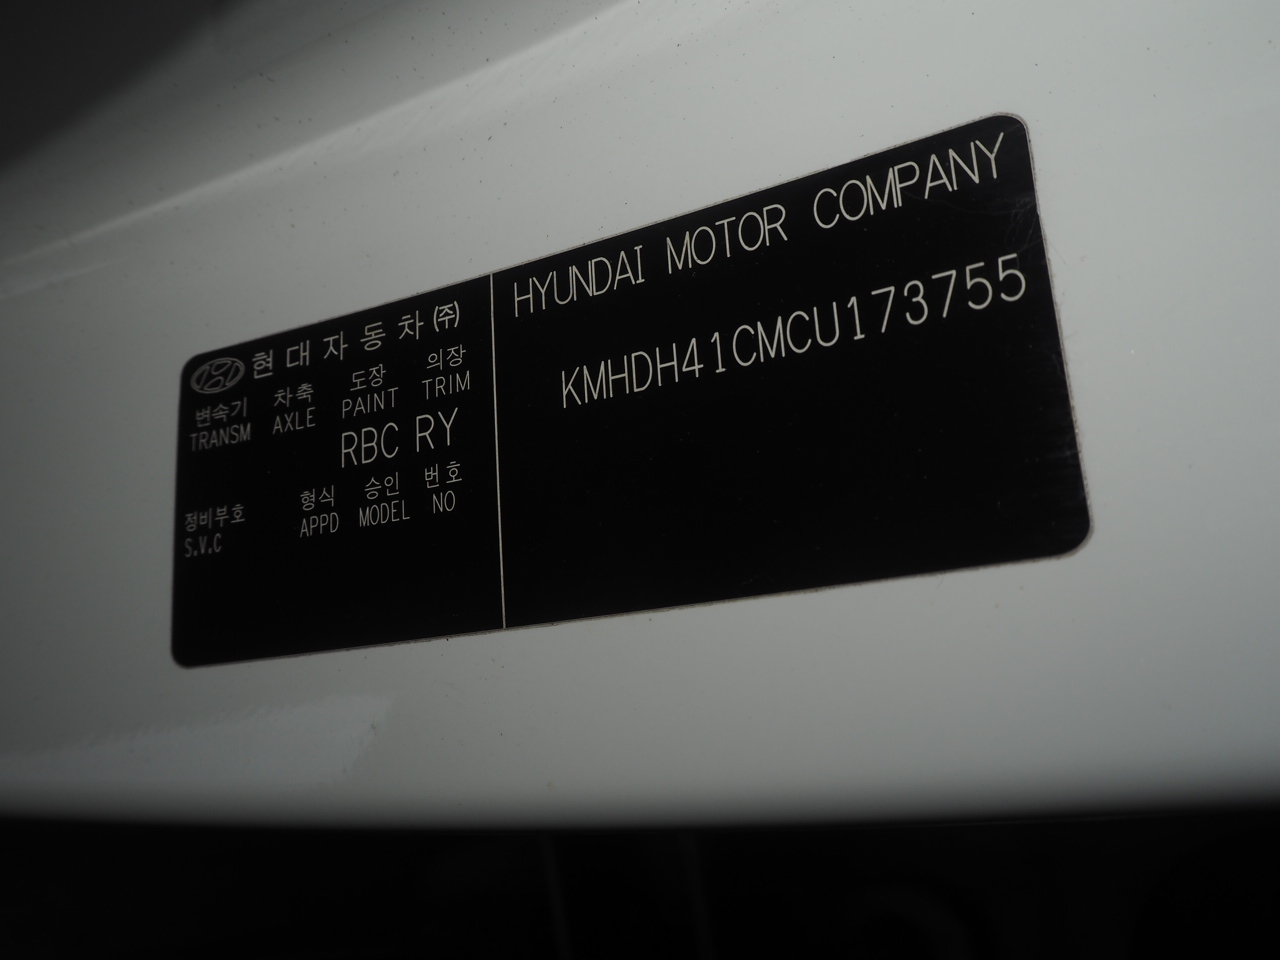 현대자동차㈜
변속기 차축 도장 의장
TRANSM AXLE PAINT TRIM
RBC RY
정비부호 형식 승인 번호
S.V.C APPD MODEL NO
HYUNDAI MOTOR COMPANY
KMHDH41CMCU173755